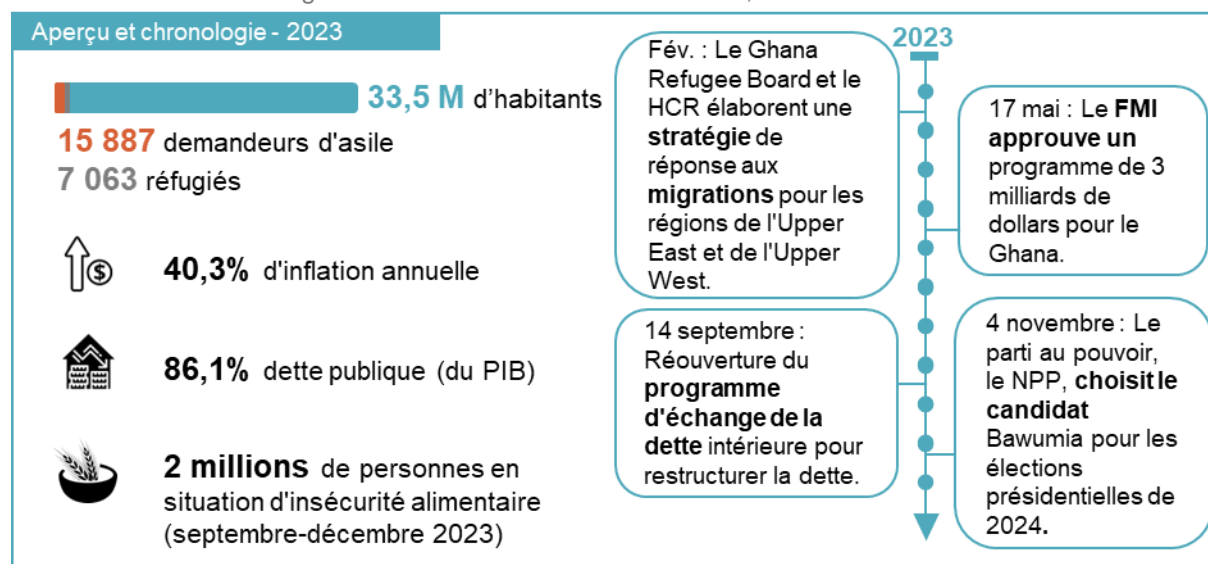 Aperçu et chronologie - 2023
33,5 M d'habitants
15 887 demandeurs d'asile
7 063 réfugiés
40,3% d'inflation annuelle
86,1% dette publique (du PIB)
2 millions de personnes en
situation d'insécurité alimentaire
(septembre-décembre 2023)
2023
Fév. : Le Ghana
Refugee Board et le
HCR élaborent une
stratégie de
réponse aux
migrations pour les
régions de l'Upper
East et de l'Upper
West.
17 mai : Le FMI
approuve un
programme de 3
milliards de
dollars pour le
Ghana.
14 septembre :
Réouverture du
programme
d'échange de la
dette intérieure pour
restructurer la dette.
4 novembre : Le
parti au pouvoir,
le NPP, choisit le
candidat
Bawumia pour les
élections
présidentielles de
2024.